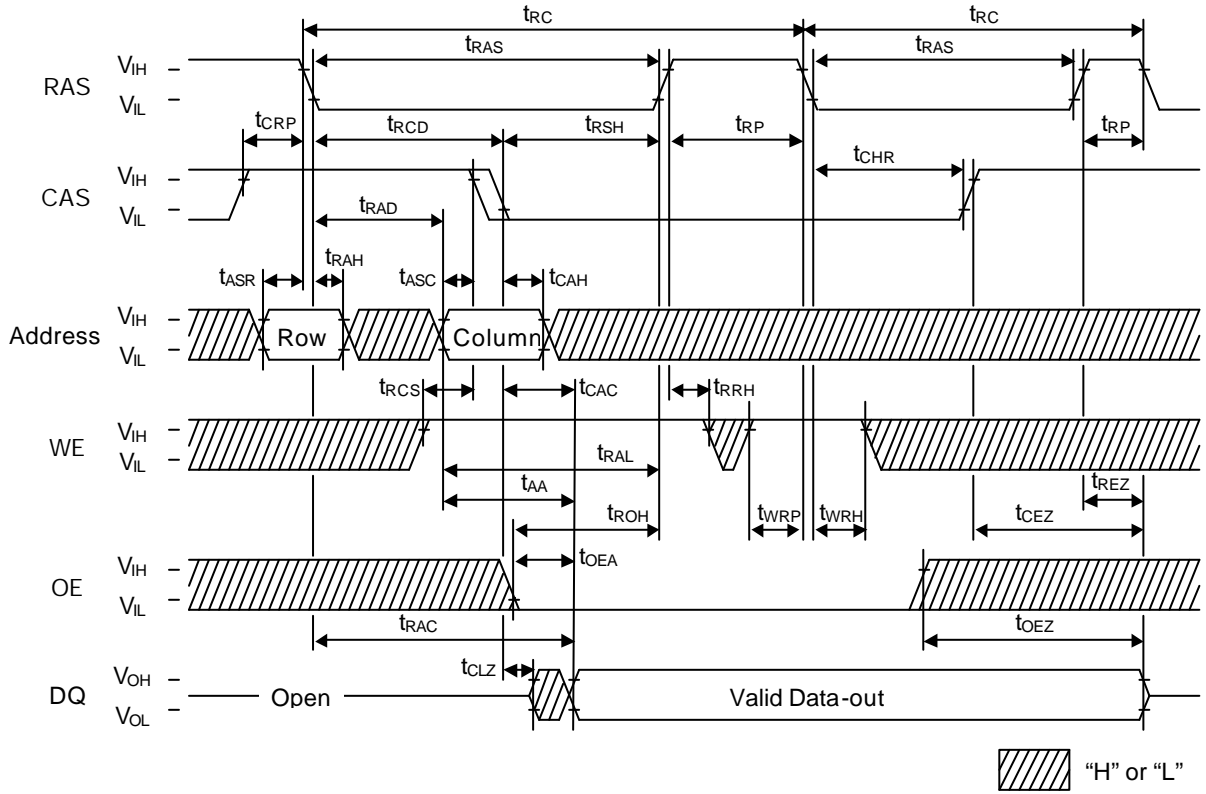 tRC tRC
tRAS tRAS
RAS VIH
VIL
tCRP tRCD tRSH tRP tRP
tCHR
CAS VIH
VIL
tRAD
tASR tRAH tASC tCAH
Address VIH
VIL
Row Column
tRCS tCAC tRRH
WE VIH
VIL
tRAL
tAA tREZ
tROH tWRP tWRH tCEZ
tOEA
OE VIH
VIL
tRAC tOEZ
tCLZ
DQ VOH
VOL
Open Valid Data-out
“H” or “L”